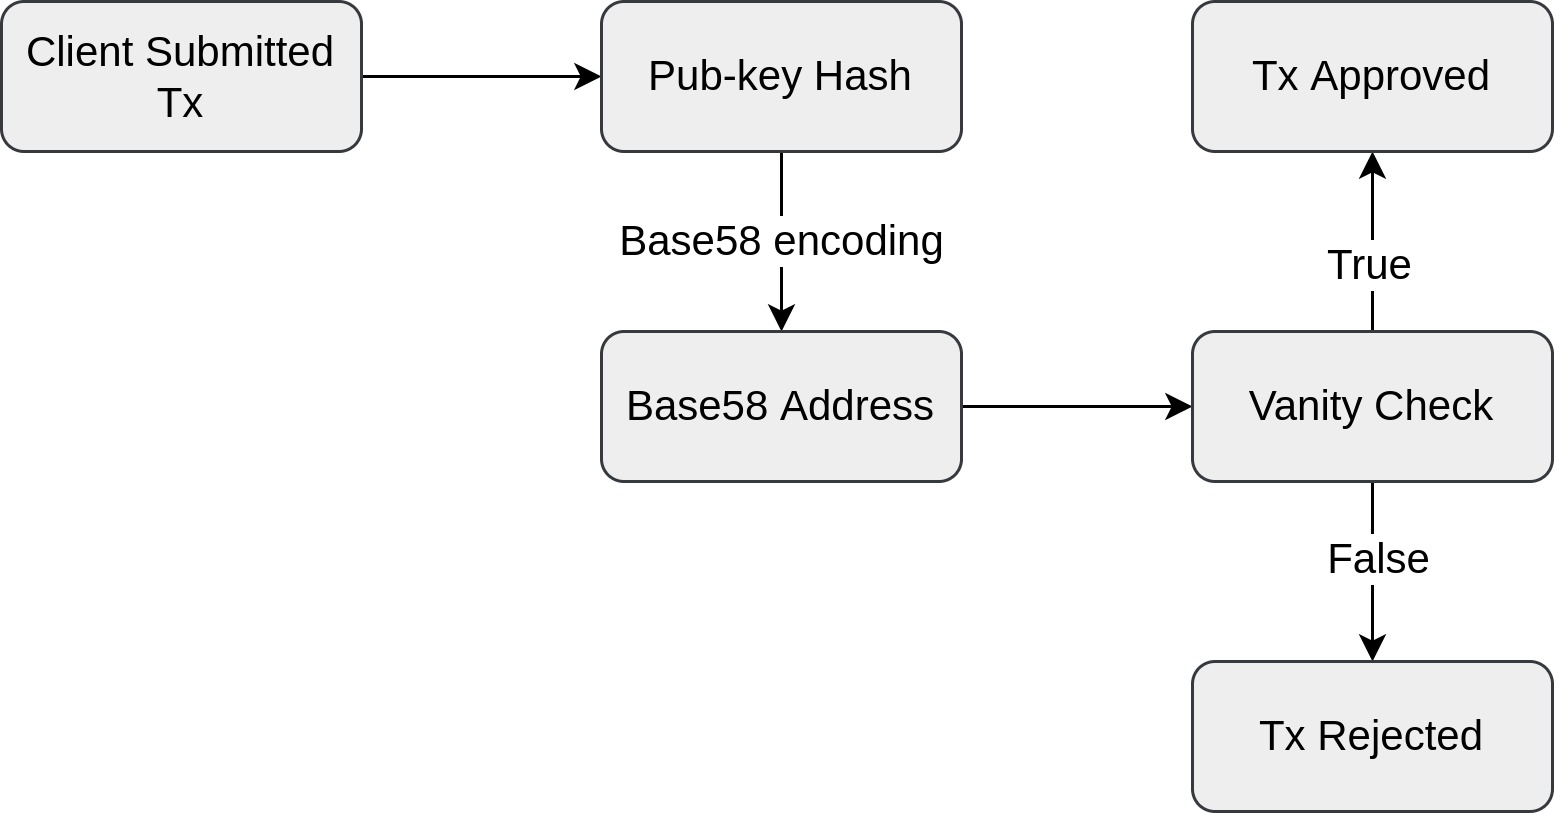 Client Submitted
Tx
Pub-key Hash
Tx Approved
Base58 encoding
True
Base58 Address
Vanity Check
False
Tx Rejected